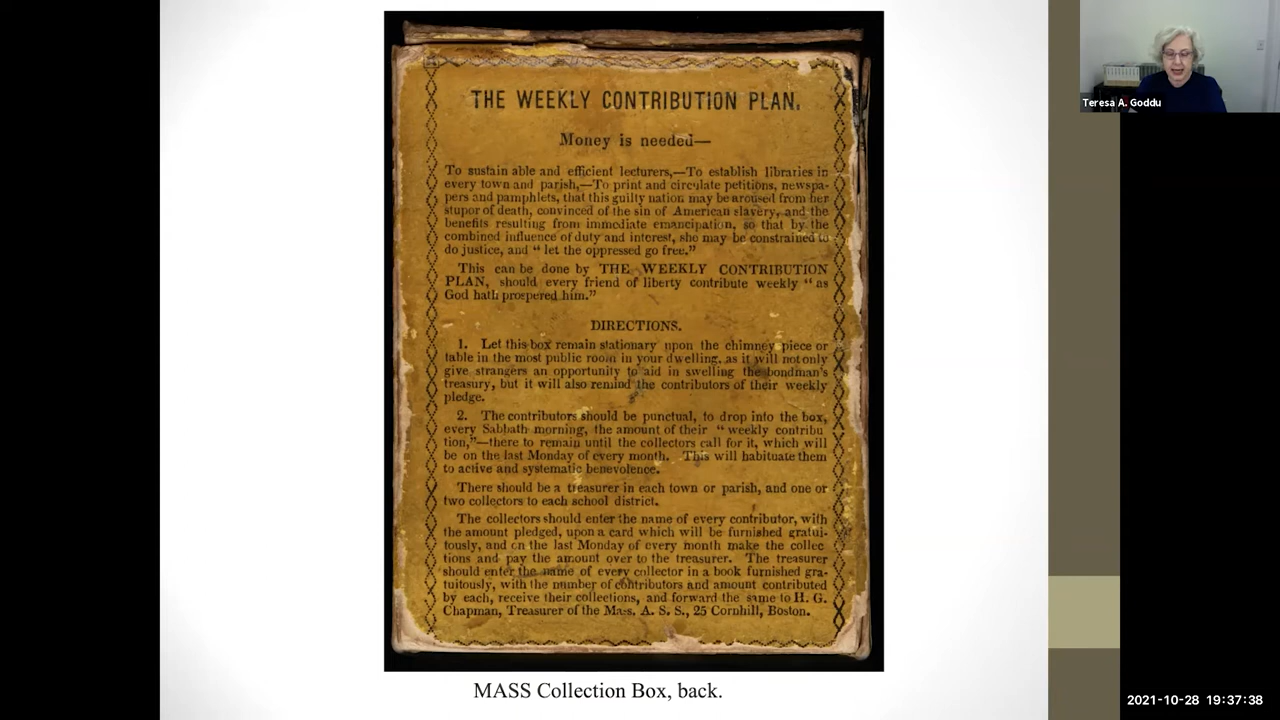 THE WEEKLY CONTRIBUTION PLAN.
Money is needed—
To sustain able and efficient lecturers,—To establish libraries in
every town and parish,—To print and circulate petitions, newspa-
pers and pamphlets, that this guilty nation may be aroused from her
stupor of death, convinced of the sin of American slavery, and the
benefits resulting from immediate emancipation, so that by the
combined influence of duty and interest, she may be constrained to
do justice, and “ let the oppressed go free.”
This can be done by THE WEEKLY CONTRIBUTION
PLAN, should every friend of liberty contribute weekly “ as
God hath prospered him.”
DIRECTIONS.
1. Let this box remain stationary upon the chimney piece or
table in the most public room in your dwelling, as it will not only
give strangers an opportunity to aid in swelling the bondman's
treasury, but it will also remind the contributors of their weekly
pledge.
2. The contributors should be punctual, to drop into the box,
every Sabbath morning, the amount of their “ weekly contribu
tion,”—there to remain until the collectors call for it, which will
be on the last Monday of every month. This will habituate them
to active and systematic benevolence.
There should be a treasurer in each town or parish, and one or
two collectors to each school district.
The collectors should enter the name of every contributor, with
the amount pledged, upon a card which will be furnished gratui-
tously, and on the last Monday of every month make the collec
tions and pay the amount over to the treasurer. The treasurer
should enter the name of every collector in a book furnished gra-
tuitously, with the number of contributors and amount contributed
by each, receive their collections, and forward the same to H. G.
Chapman, Treasurer of the Mass. A. S. S., 25 Cornhill, Boston.
MASS Collection Box, back.
Teresa A. Goddu
2021-10-28 19:37:38